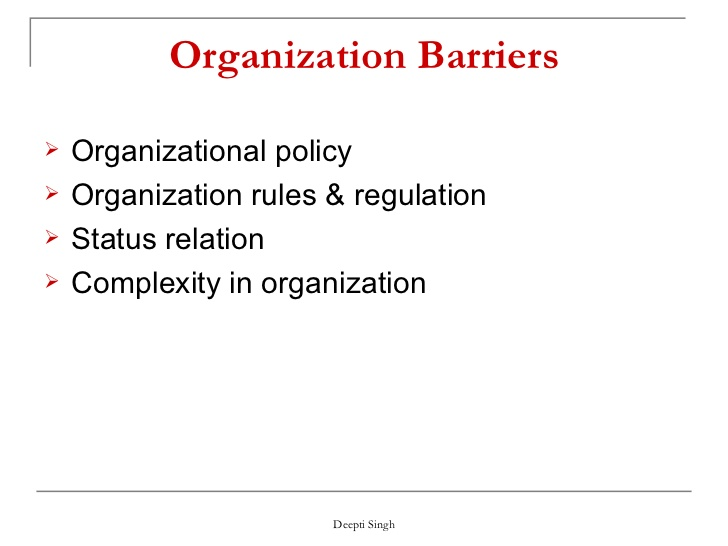 Organization Barriers
Organizational policy
Organization rules & regulation
Status relation
Complexity in organization
Deepti Singh